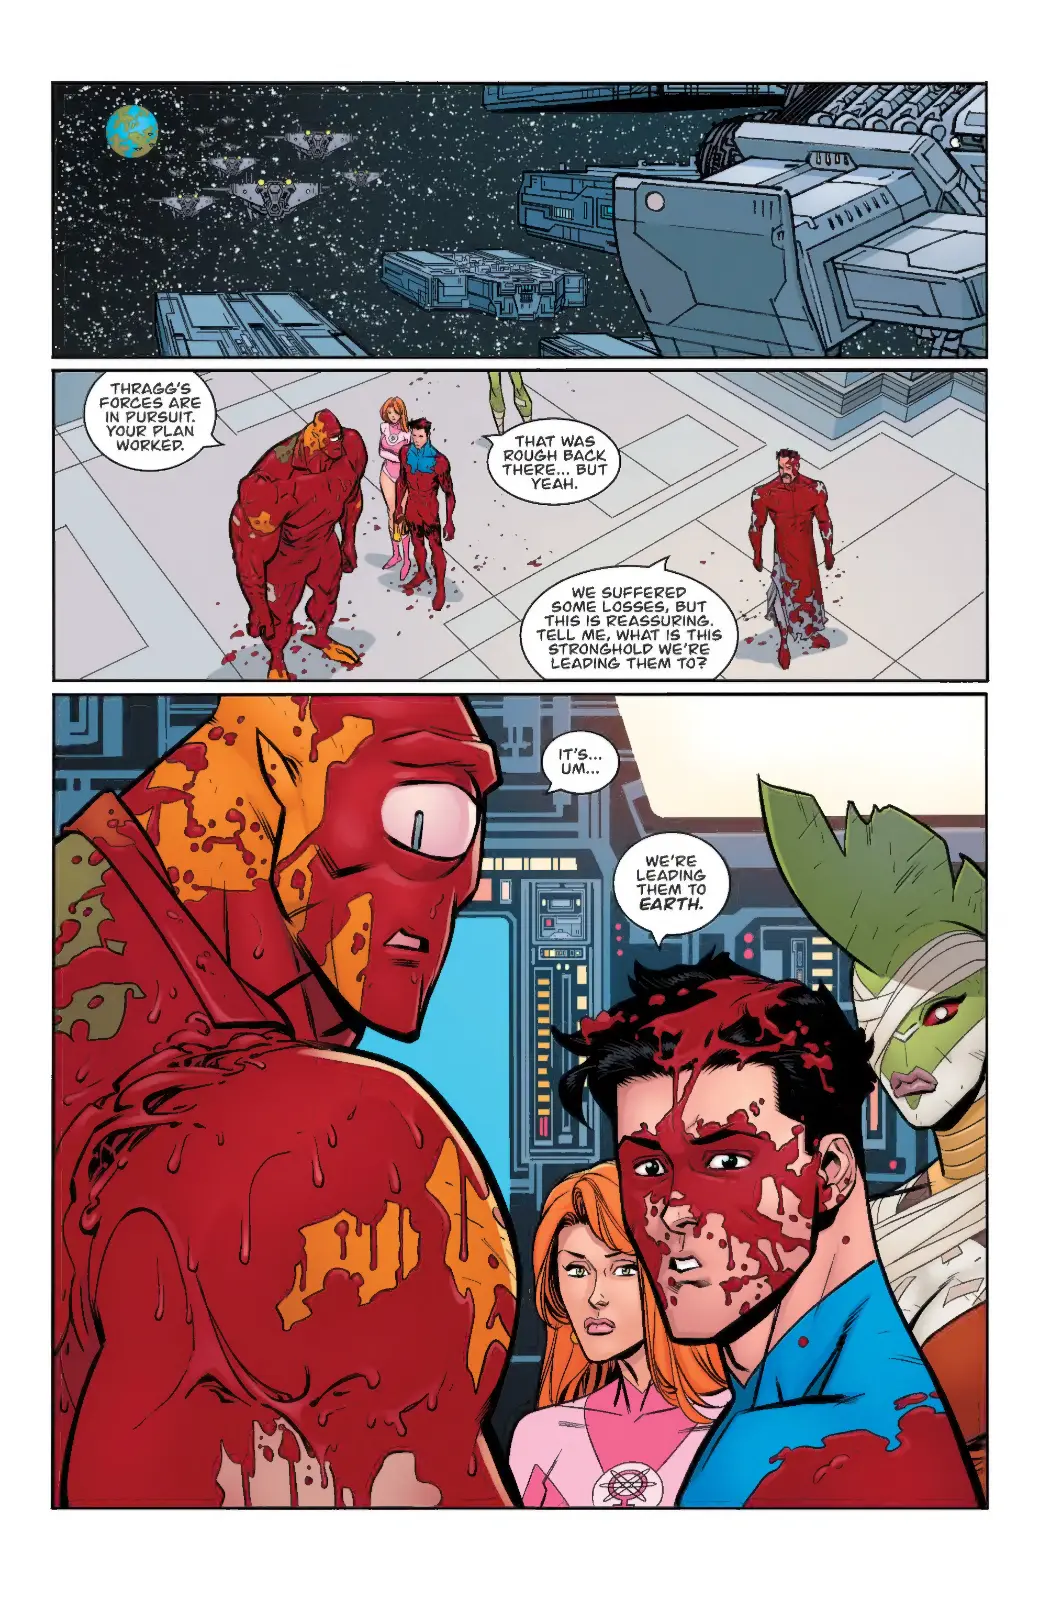 THRAGG'S
FORCES ARE
IN PURSUIT.
YOUR PLAN
WORKED.
THAT WAS
ROUGH BACK
THERE... BUT
YEAH.
WE SUFFERED
SOME LOSSES, BUT
THIS IS REASSURING.
TELL ME, WHAT IS THIS
STRONGHOLD WE'RE
LEADING THEM TO?
IT'S...
UM...
WE'RE
LEADING
THEM TO
EARTH.